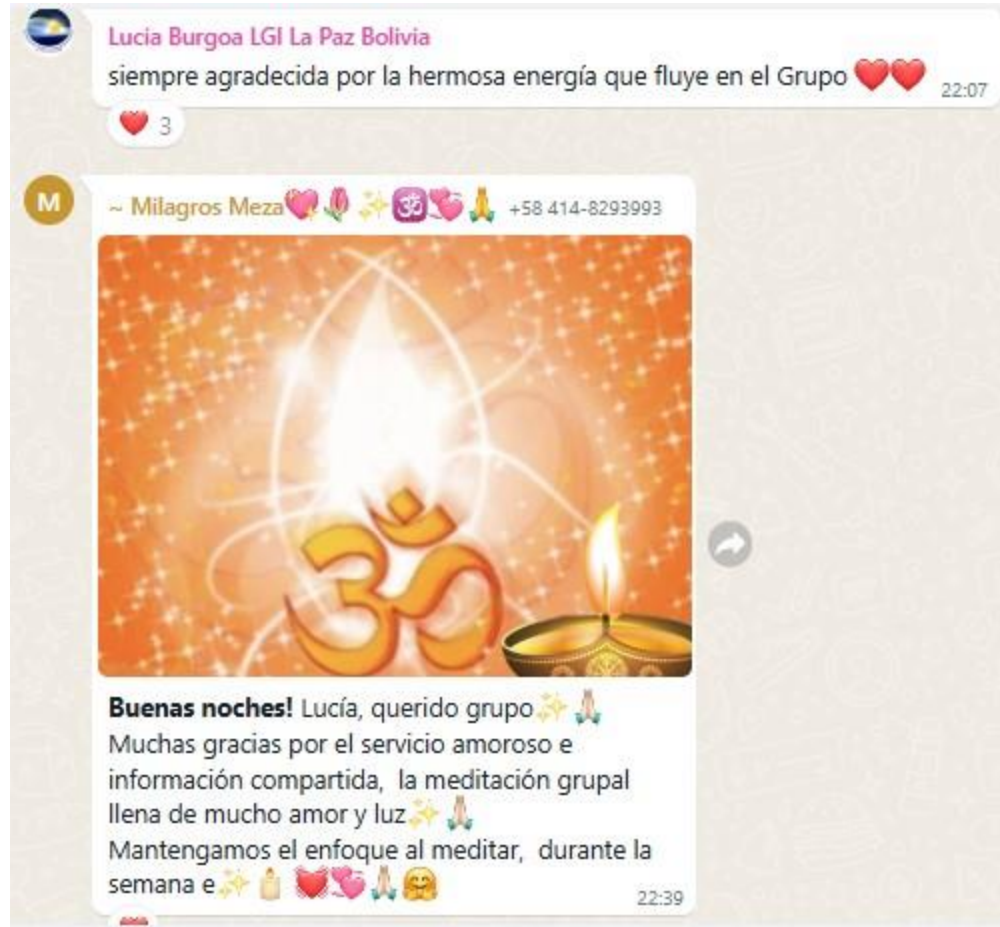 Lucia Burgoa LGI La Paz Bolivia
siempre agradecida por la hermosa energía que fluye en el Grupo ❤️❤️ 22:07
❤️ 3
M
~ Milagros Meza💘🌷✨🕉️💞🙏 +58 414-8293993
ॐ
Buenas noches! Lucía, querido grupo✨🙏🏻
Muchas gracias por el servicio amoroso e
información compartida, la meditación grupal
llena de mucho amor y luz✨🙏🏻
Mantengamos el enfoque al meditar, durante la
semana e✨🕯️💓💞🙏🏻🤗 22:39